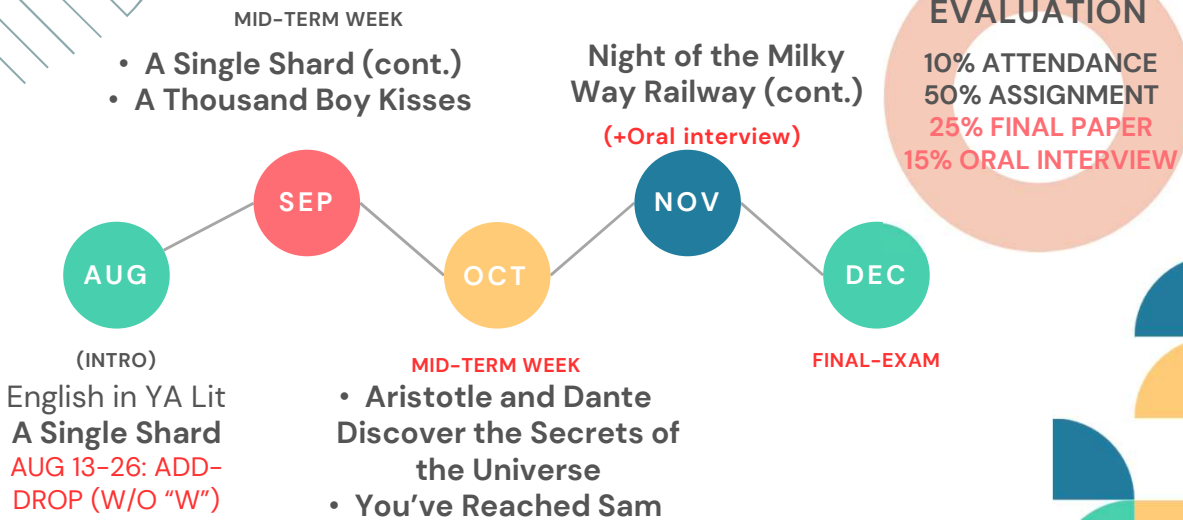 MID-TERM WEEK
• A Single Shard (cont.)
• A Thousand Boy Kisses
Night of the Milky
Way Railway (cont.)
(+Oral interview)
EVALUATION
10% ATTENDANCE
50% ASSIGNMENT
25% FINAL PAPER
15% ORAL INTERVIEW
AUG
SEP
OCT
NOV
DEC
(INTRO)
English in YA Lit
A Single Shard
AUG 13-26: ADD-
DROP (W/O “W”)
MID-TERM WEEK
• Aristotle and Dante
Discover the Secrets of
the Universe
• You’ve Reached Sam
FINAL-EXAM